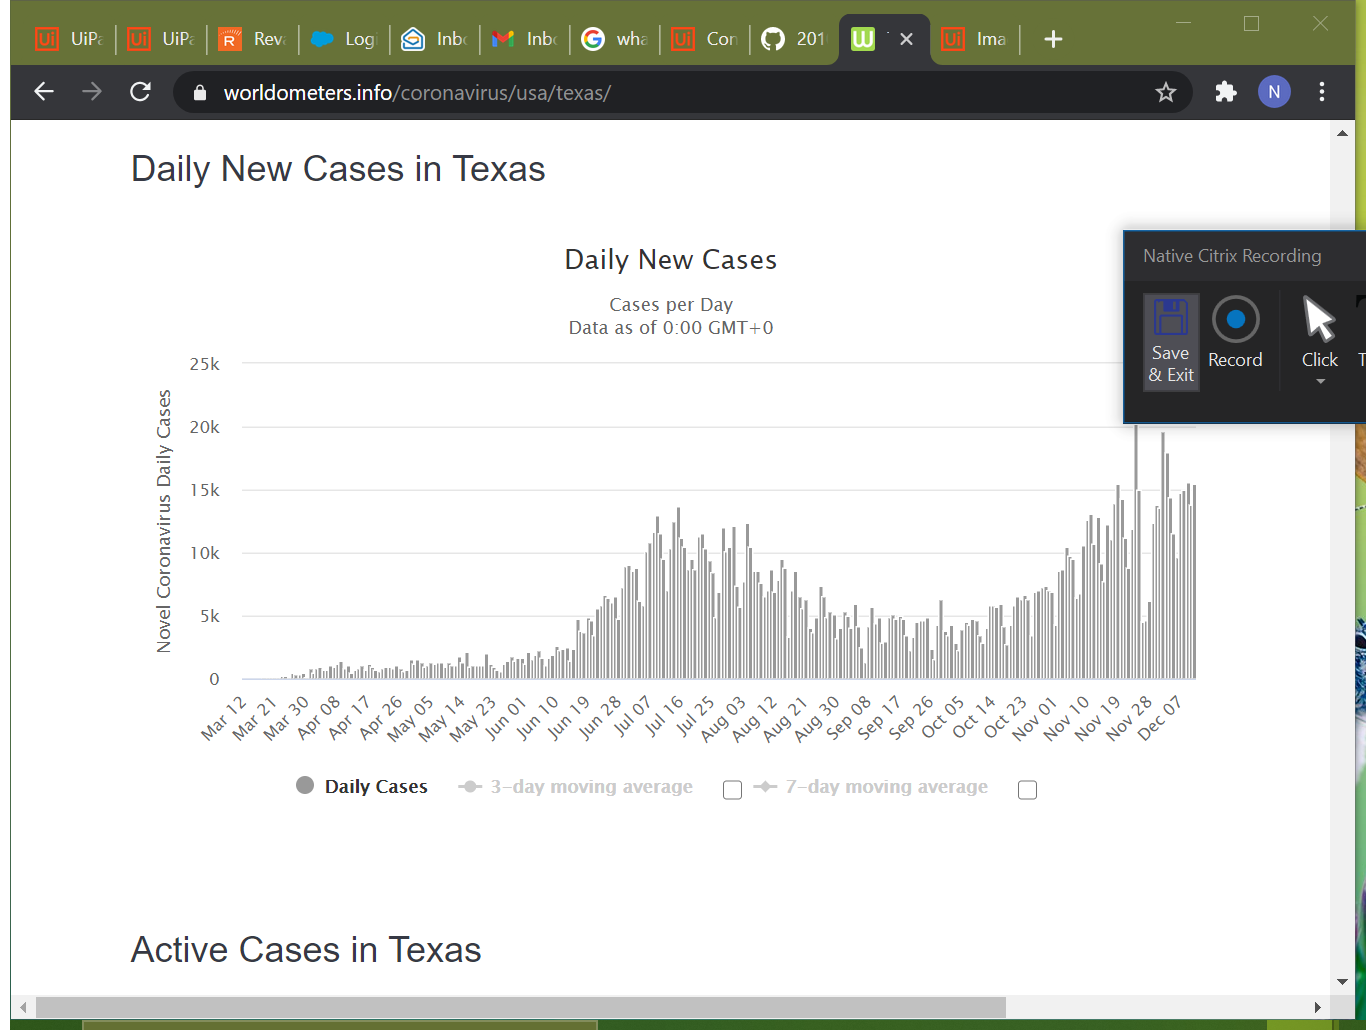 UiPa
UiPa
Reva
Logi
Inbo
Inbo
wha
Con
201
Ima
worldometers.info/coronavirus/usa/texas/
N
Daily New Cases in Texas
Daily New Cases
Cases per Day
Data as of 0:00 GMT+0
Native Citrix Recording
Save
& Exit
Record
Click
Novel Coronavirus Daily Cases
25k
20k
15k
10k
5k
0
Mar 12
Mar 21
Mar 30
Apr 08
Apr 17
Apr 26
May 05
May 14
May 23
Jun 01
Jun 10
Jun 19
Jun 28
Jul 07
Jul 16
Jul 25
Aug 03
Aug 12
Aug 21
Aug 30
Sep 08
Sep 17
Sep 26
Oct 05
Oct 14
Oct 23
Nov 01
Nov 10
Nov 19
Nov 28
Dec 07
Daily Cases
3-day moving average
7-day moving average
Active Cases in Texas